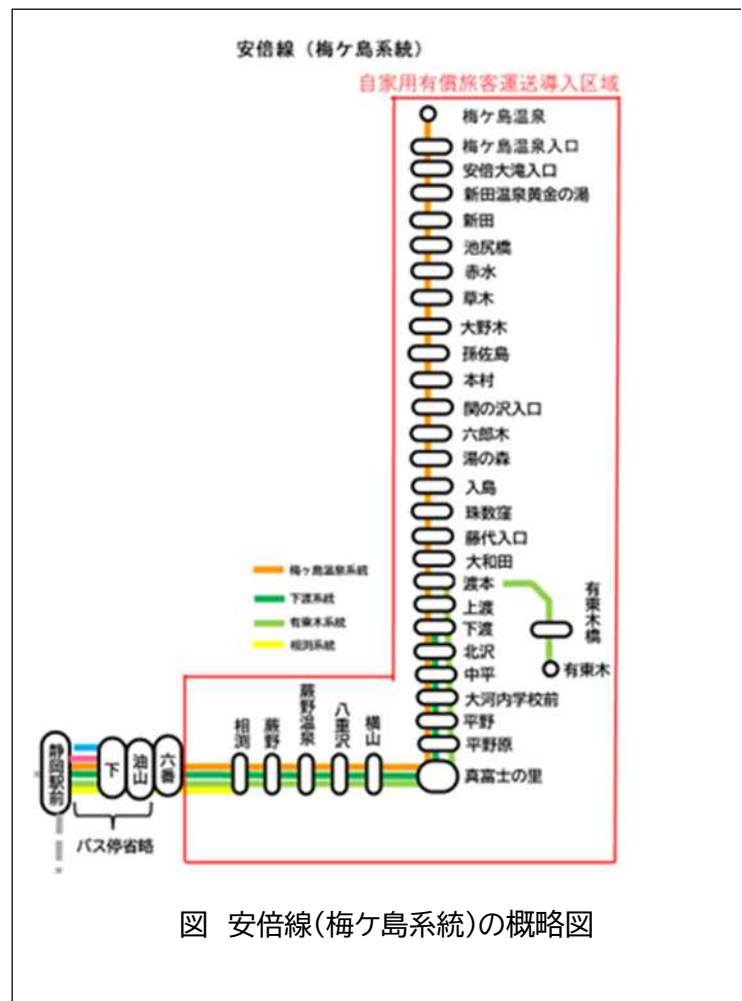 安倍線（梅ケ島系統）
自家用有償旅客運送導入区域
梅ケ島温泉
梅ケ島温泉入口
安倍大滝入口
新田温泉黄金の湯
新田
池尻橋
赤水
草木
大野木
孫佐島
本村
関の沢入口
六郎木
湯の森
入島
珠数窪
藤代入口
大和田
渡本
上渡
下渡
北沢
中平
大河内学校前
平野
平野原
真富士の里
有東木橋
有東木
梅ヶ島温泉系統
下渡系統
有東木系統
相渕系統
静岡駅前
下
油山
六番
相渕
蕨野
蕨野温泉
八重沢
横山
バス停省略
図　安倍線(梅ケ島系統)の概略図